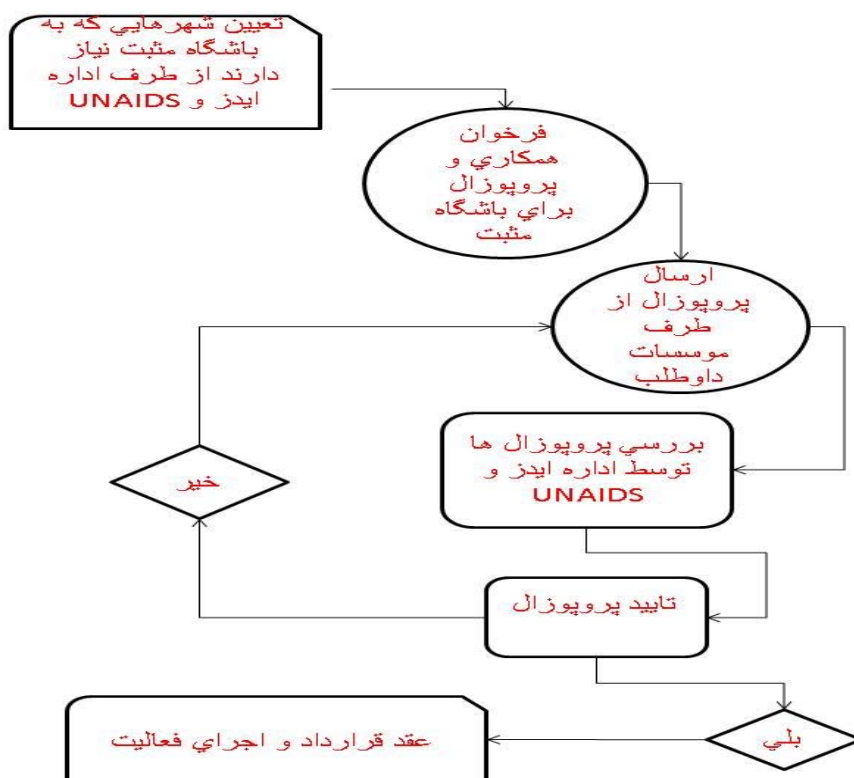 تعيين شهرهايي كه به
باشگاه مثبت نياز
دارند از طرف اداره
ايدز و UNAIDS
فرخوان
همكاري و
پروپوزال
براي باشگاه
مثبت
ارسال
پروپوزال از
طرف
موسسات
داوطلب
بررسي پروپوزال ها
توسط اداره ايدز و
UNAIDS
خير
تاييد پروپوزال
بلي
عقد قرارداد و اجراي فعاليت